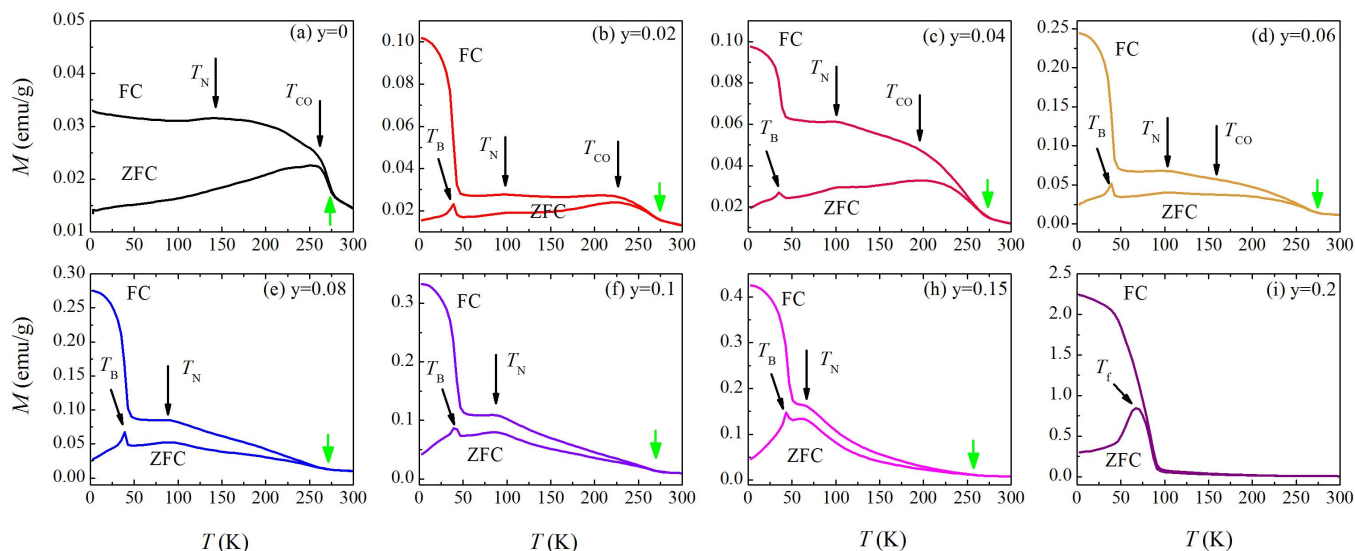 (a) y=0
FC
T_N
T_CO
ZFC
M (emu/g)
0.05
0.04
0.03
0.02
0.01
0 50 100 150 200 250 300
(b) y=0.02
FC
T_B
T_N
T_CO
ZFC
0.10
0.08
0.06
0.04
0.02
0 50 100 150 200 250 300
(c) y=0.04
FC
T_B
T_N
T_CO
ZFC
0.10
0.08
0.06
0.04
0.02
0 50 100 150 200 250 300
(d) y=0.06
FC
T_B
T_N
T_CO
ZFC
0.25
0.20
0.15
0.10
0.05
0.00
0 50 100 150 200 250 300
(e) y=0.08
FC
T_B
T_N
ZFC
M (emu/g)
0.30
0.25
0.20
0.15
0.10
0.05
0.00
0 50 100 150 200 250 300
T (K)
(f) y=0.1
FC
T_B
T_N
ZFC
0.3
0.2
0.1
0.0
0 50 100 150 200 250 300
T (K)
(h) y=0.15
FC
T_B
T_N
ZFC
0.4
0.3
0.2
0.1
0.0
0 50 100 150 200 250 300
T (K)
(i) y=0.2
FC
T_f
ZFC
2.5
2.0
1.5
1.0
0.5
0.0
0 50 100 150 200 250 300
T (K)